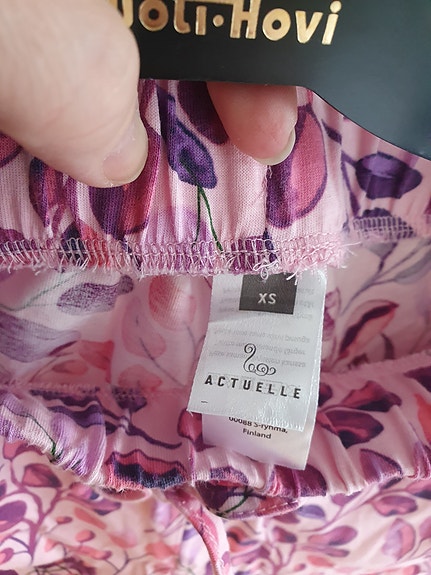 Joli·Hovi
XS
ACTUELLE
00088 S-ryhmä,
Finland